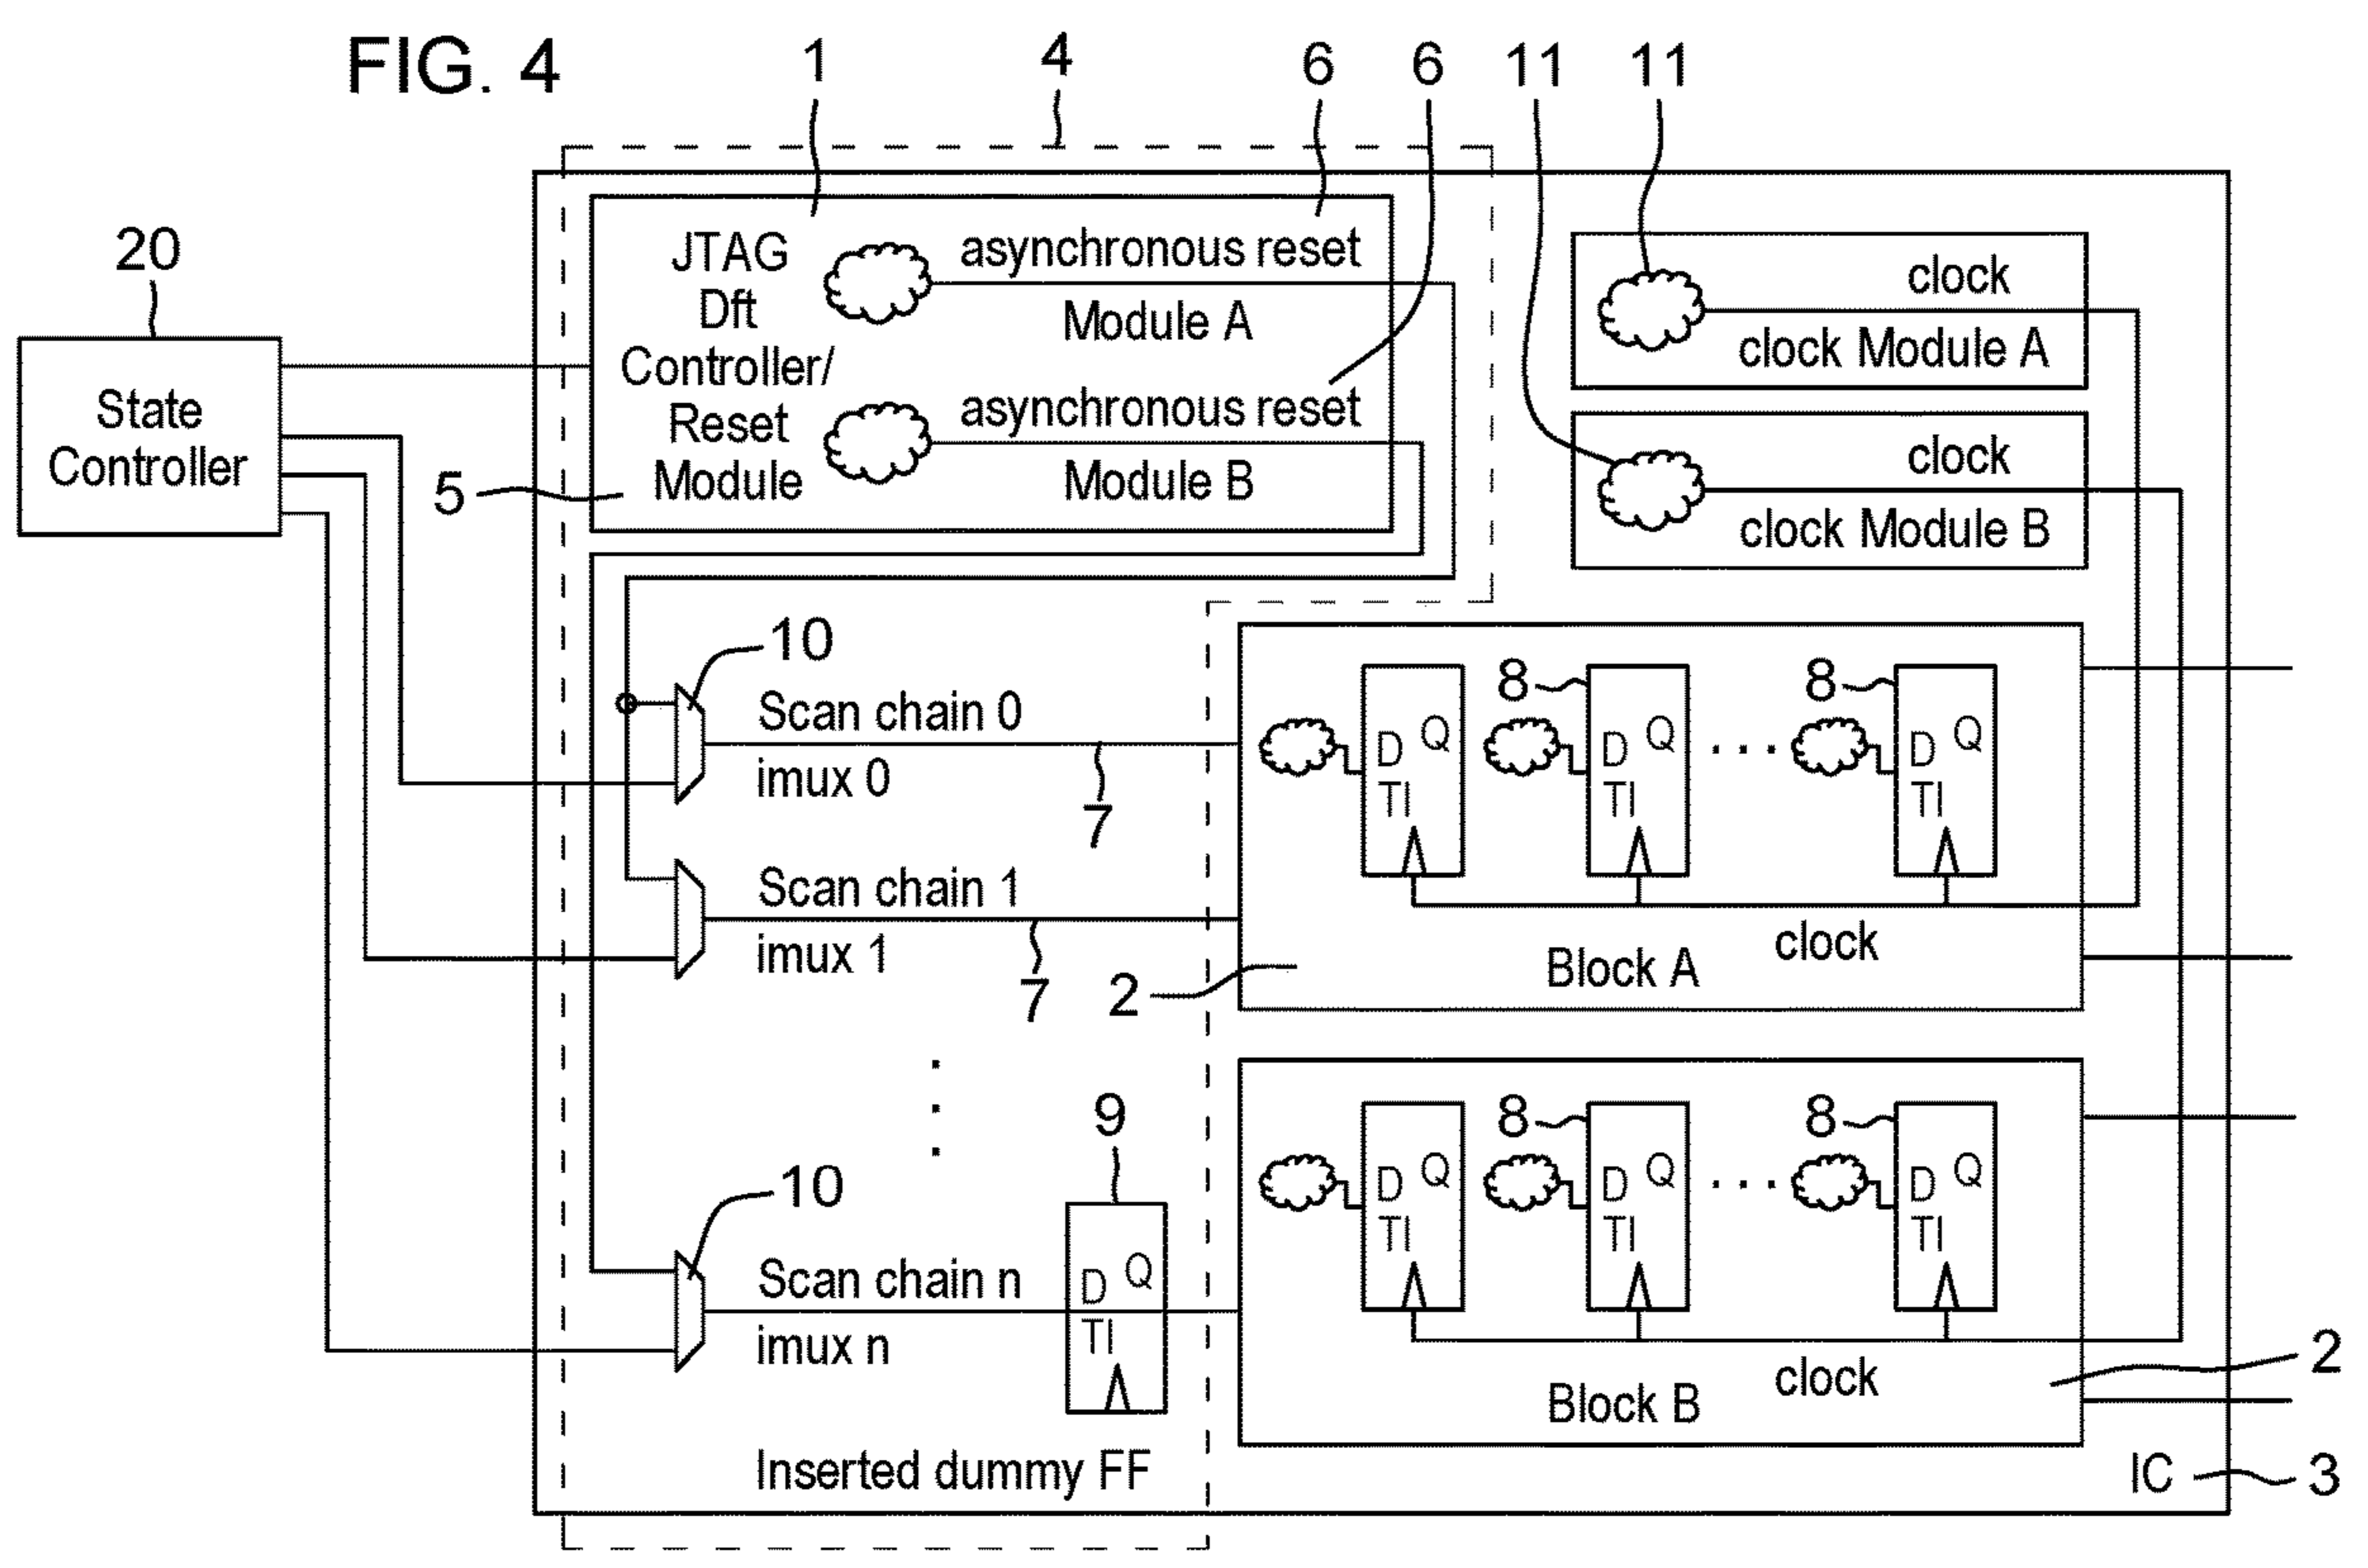 FIG. 4
1
4
6
6
11
11
20
State
Controller
JTAG
Dft
Controller/
Reset
Module
5
asynchronous reset
Module A
asynchronous reset
Module B
clock
clock Module A
clock
clock Module B
10
Scan chain 0
imux 0
7
Scan chain 1
imux 1
7
8
8
D Q
TI
D Q
TI
...
D Q
TI
clock
Block A
2
.
.
.
10
9
Scan chain n
imux n
D Q
TI
Inserted dummy FF
8
8
D Q
TI
D Q
TI
...
D Q
TI
clock
Block B
2
IC
3